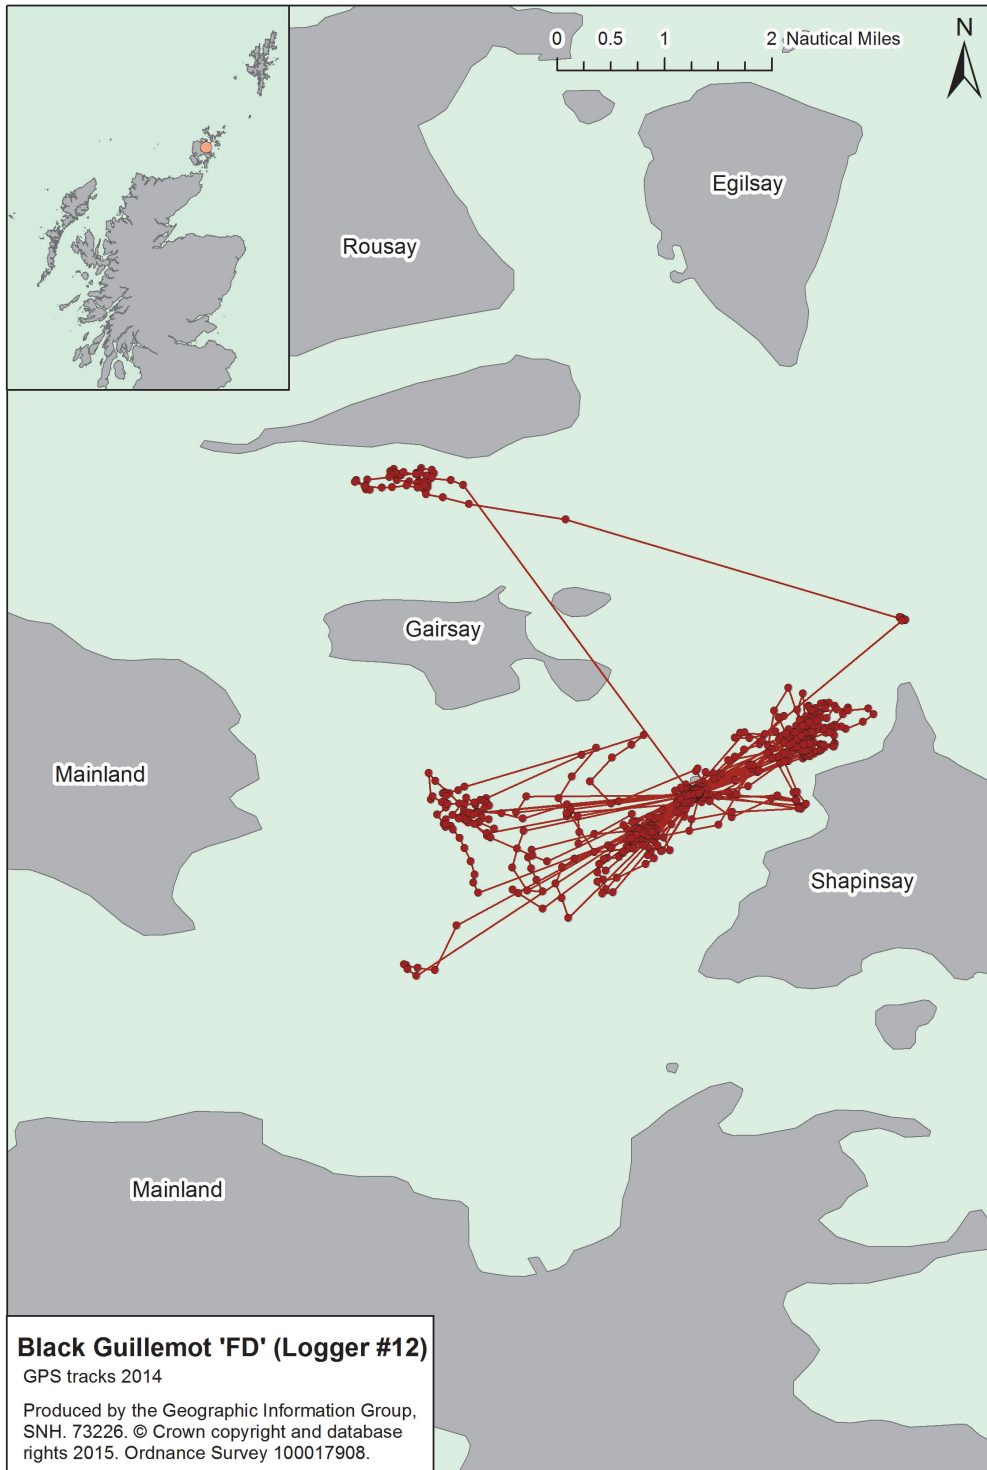 N
0 0.5 1 2 Nautical Miles
Egilsay
Rousay
Gairsay
Mainland
Shapinsay
Mainland
Black Guillemot 'FD' (Logger #12)
GPS tracks 2014
Produced by the Geographic Information Group,
SNH. 73226. © Crown copyright and database
rights 2015. Ordnance Survey 100017908.